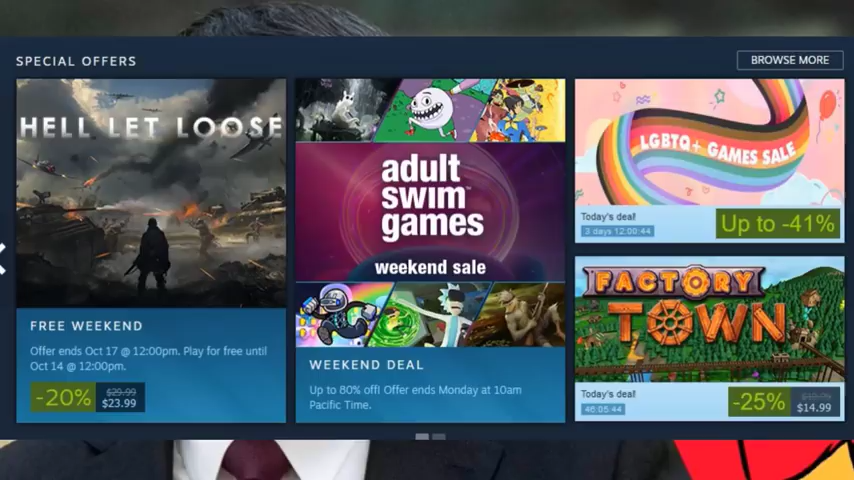 SPECIAL OFFERS
BROWSE MORE
HELL LET LOOSE
FREE WEEKEND
Offer ends Oct 17 @ 12:00pm. Play for free until
Oct 14 @ 12:00pm.
-20%
$29.99
$23.99
adult
swim
games
weekend sale
WEEKEND DEAL
Up to 80% off! Offer ends Monday at 10am
Pacific Time.
LGBTQ+ GAMES SALE
Today's deal!
3 days 12:00:44
Up to -41%
FACTORY
TOWN
Today's deal!
46:05:44
-25%
$14.99